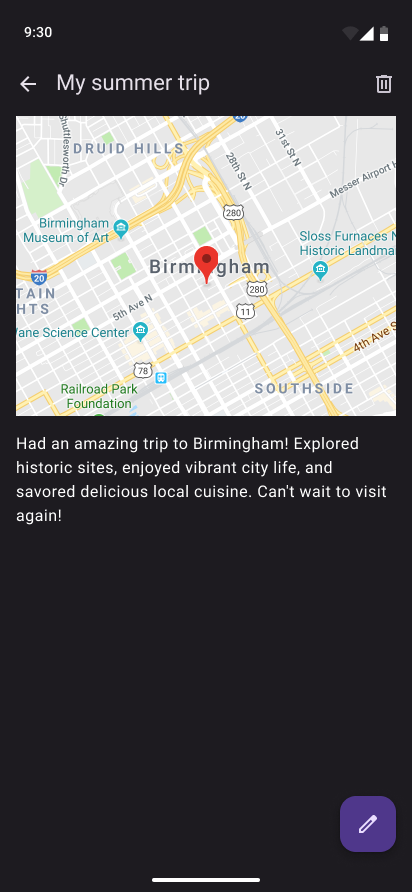 9:30
My summer trip
Shuttlesworth Dr
DRUID HILLS
20
31st St N
28th St N
Messer Airport H
280
Birmingham
Museum of Art
Sloss Furnaces N
Historic Landma
Birmingham
20
TAIN
HTS
280
5th Ave N
11
Wane Science Center
4th Ave S
78
Railroad Park
Foundation
SOUTHSIDE
Had an amazing trip to Birmingham! Explored
historic sites, enjoyed vibrant city life, and
savored delicious local cuisine. Can't wait to visit
again!